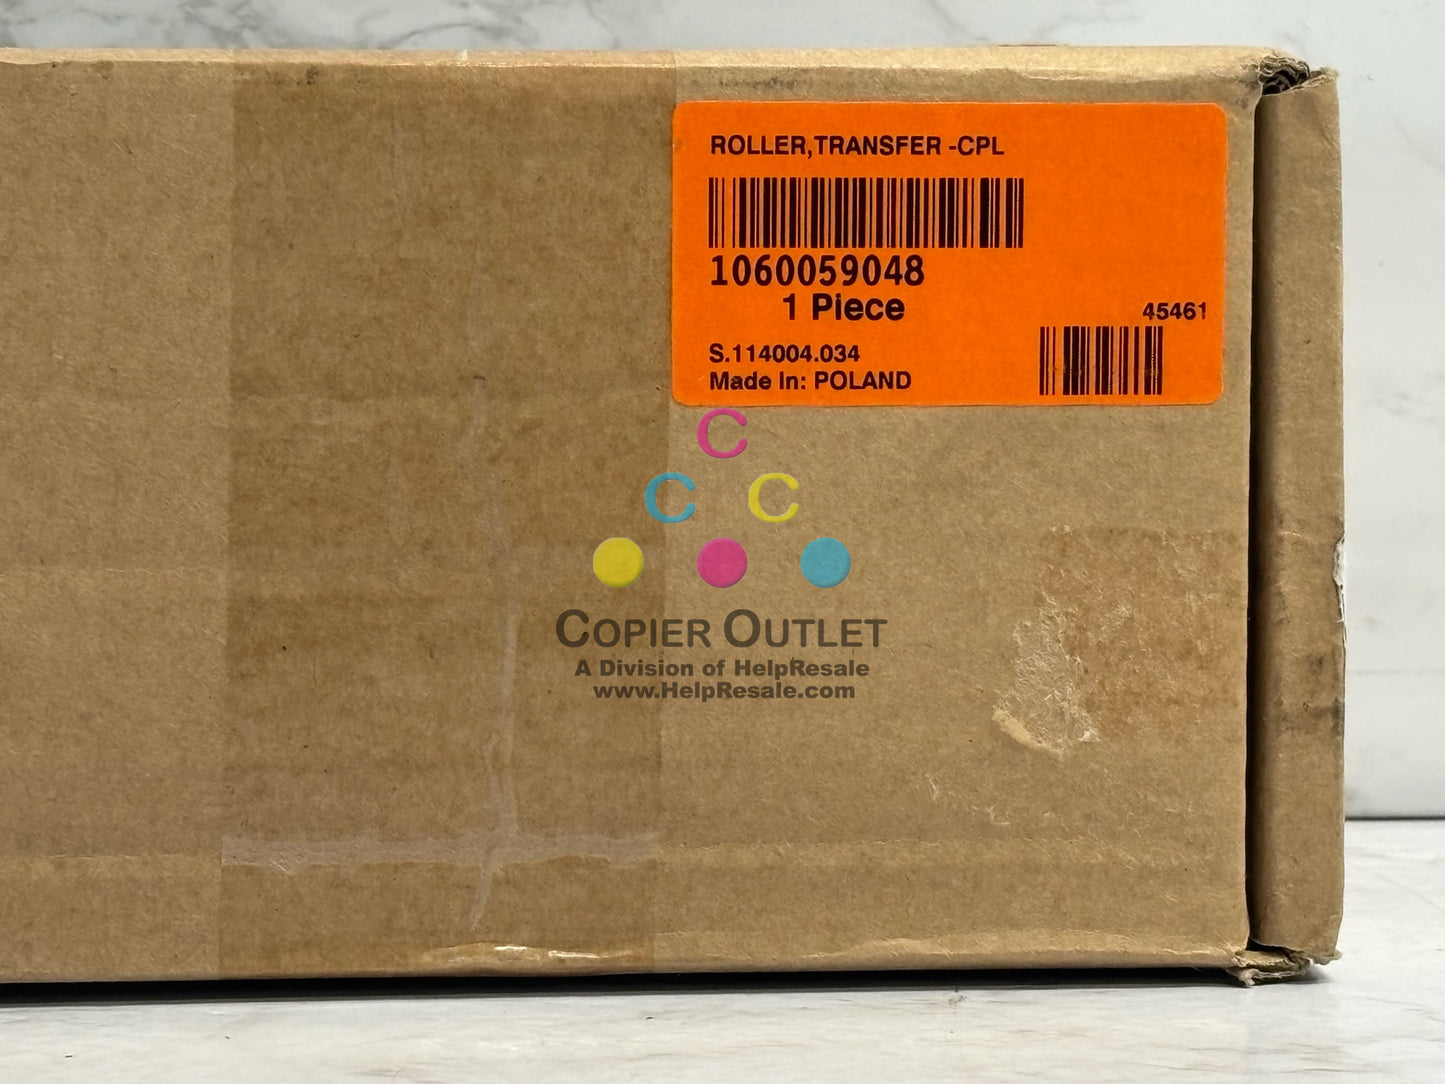 ROLLER,TRANSFER -CPL
1060059048
1 Piece
45461
S.114004.034
Made In: POLAND
C
C C
COPIER OUTLET
A Division of HelpResale
www.HelpResale.com